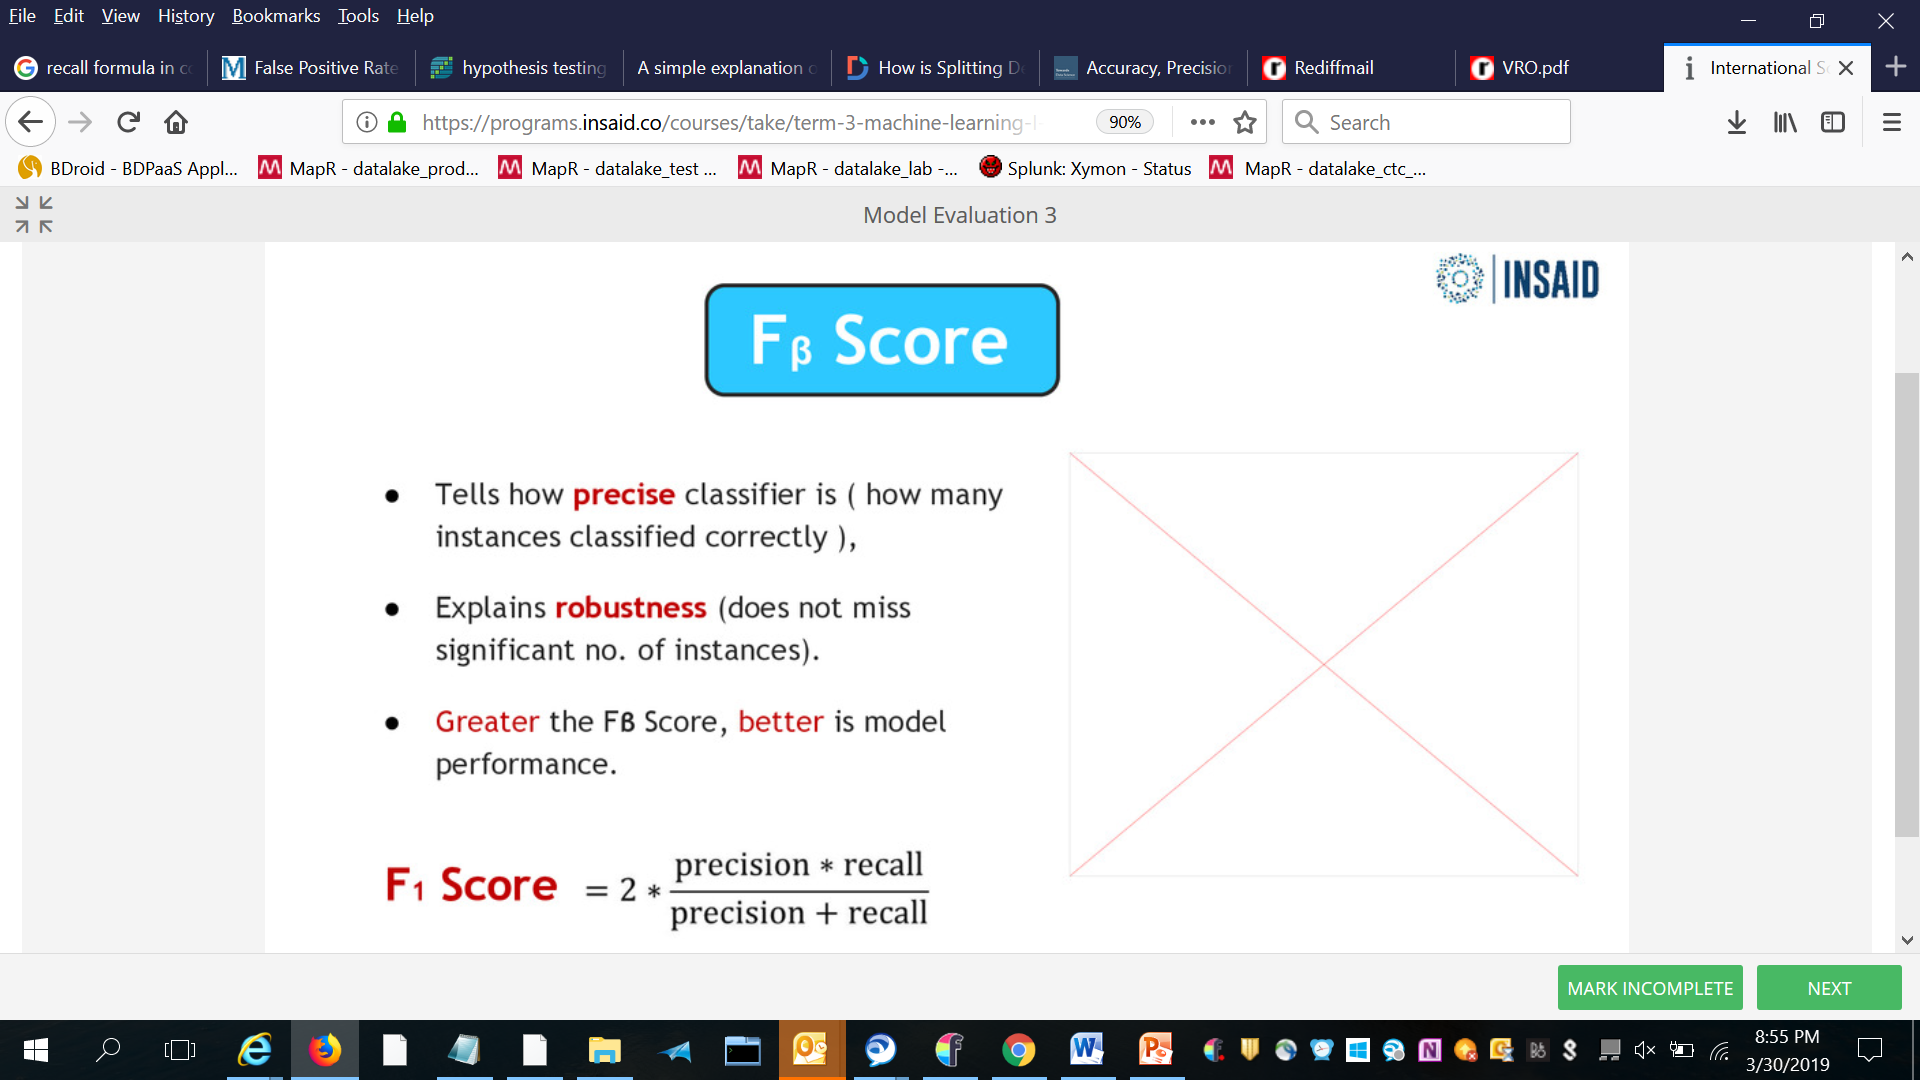 File Edit View History Bookmarks Tools Help
recall formula in co
False Positive Rate
hypothesis testing
A simple explanation o
How is Splitting De
Accuracy, Precision
Rediffmail
VRO.pdf
International S
https://programs.insaid.co/courses/take/term-3-machine-learning-l
90%
Search
BDroid - BDPaaS Appl...
MapR - datalake_prod...
MapR - datalake_test ...
MapR - datalake_lab -...
Splunk: Xymon - Status
MapR - datalake_ctc_...
Model Evaluation 3
INSAID
Fβ Score
● Tells how precise classifier is ( how many
instances classified correctly ),
● Explains robustness (does not miss
significant no. of instances).
● Greater the Fβ Score, better is model
performance.
F1 Score = 2 * precision * recall
precision + recall
MARK INCOMPLETE
NEXT
8:55 PM
3/30/2019